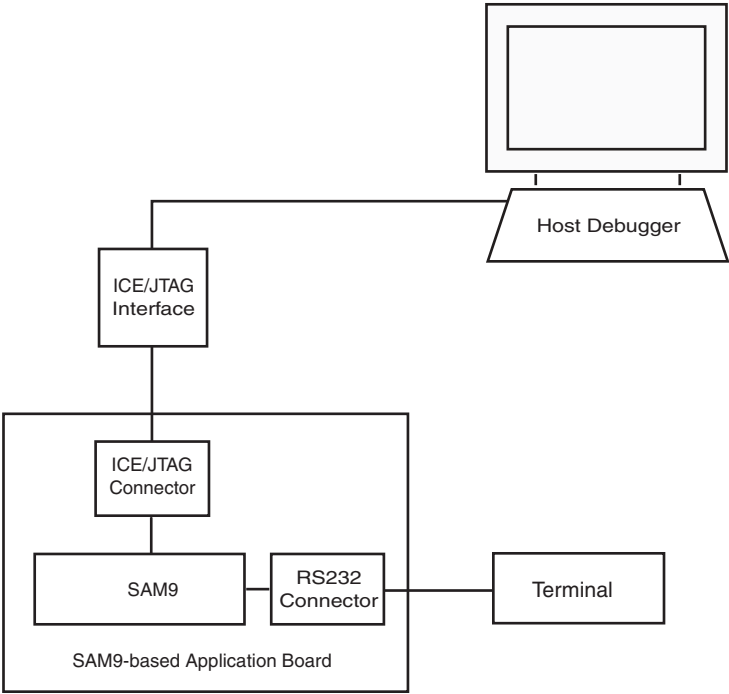 Host Debugger
ICE/JTAG
Interface
ICE/JTAG
Connector
SAM9
RS232
Connector
Terminal
SAM9-based Application Board